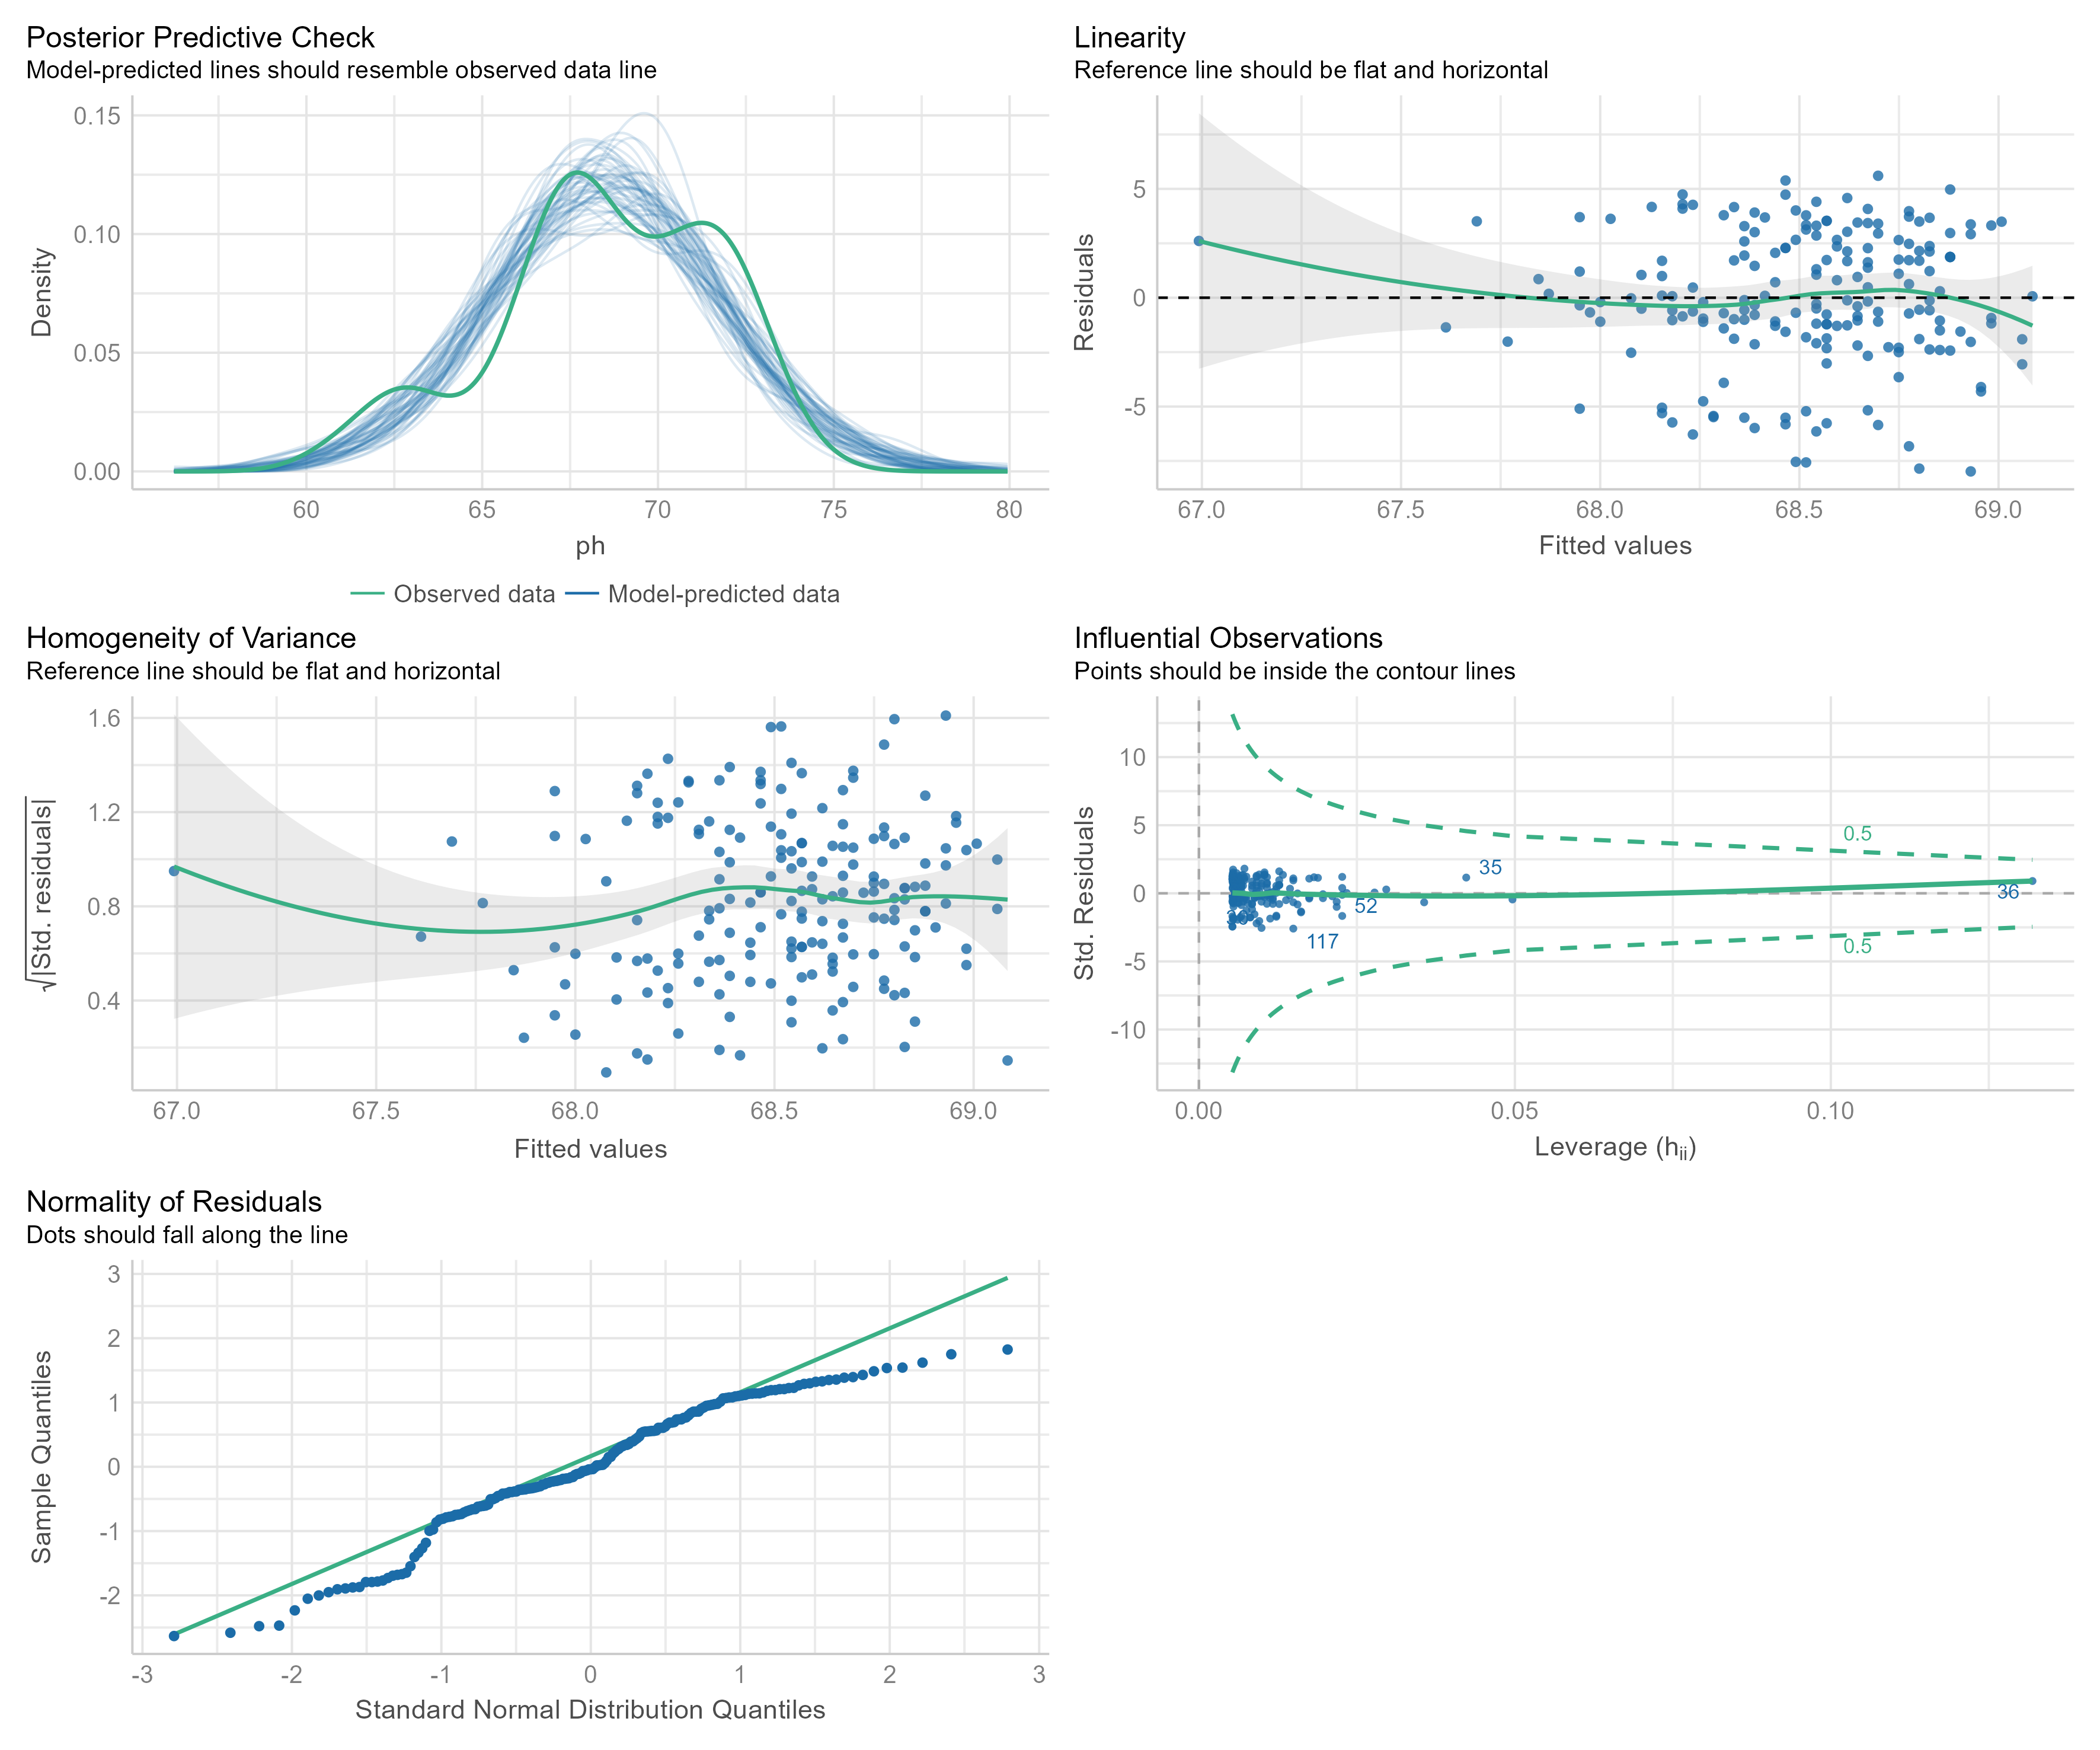 Posterior Predictive Check
Model-predicted lines should resemble observed data line
0.15
0.10
0.05
0.00
Density
60 65 70 75 80
ph
Observed data Model-predicted data
Linearity
Reference line should be flat and horizontal
5
0
-5
Residuals
67.0 67.5 68.0 68.5 69.0
Fitted values
Homogeneity of Variance
Reference line should be flat and horizontal
1.6
1.2
0.8
0.4
√|Std. residuals|
67.0 67.5 68.0 68.5 69.0
Fitted values
Influential Observations
Points should be inside the contour lines
10
5
0
-5
-10
Std. Residuals
0.5
35
36
52
117
0.5
0.00 0.05 0.10
Leverage (hᵢᵢ)
Normality of Residuals
Dots should fall along the line
3
2
1
0
-1
-2
Sample Quantiles
-3 -2 -1 0 1 2 3
Standard Normal Distribution Quantiles